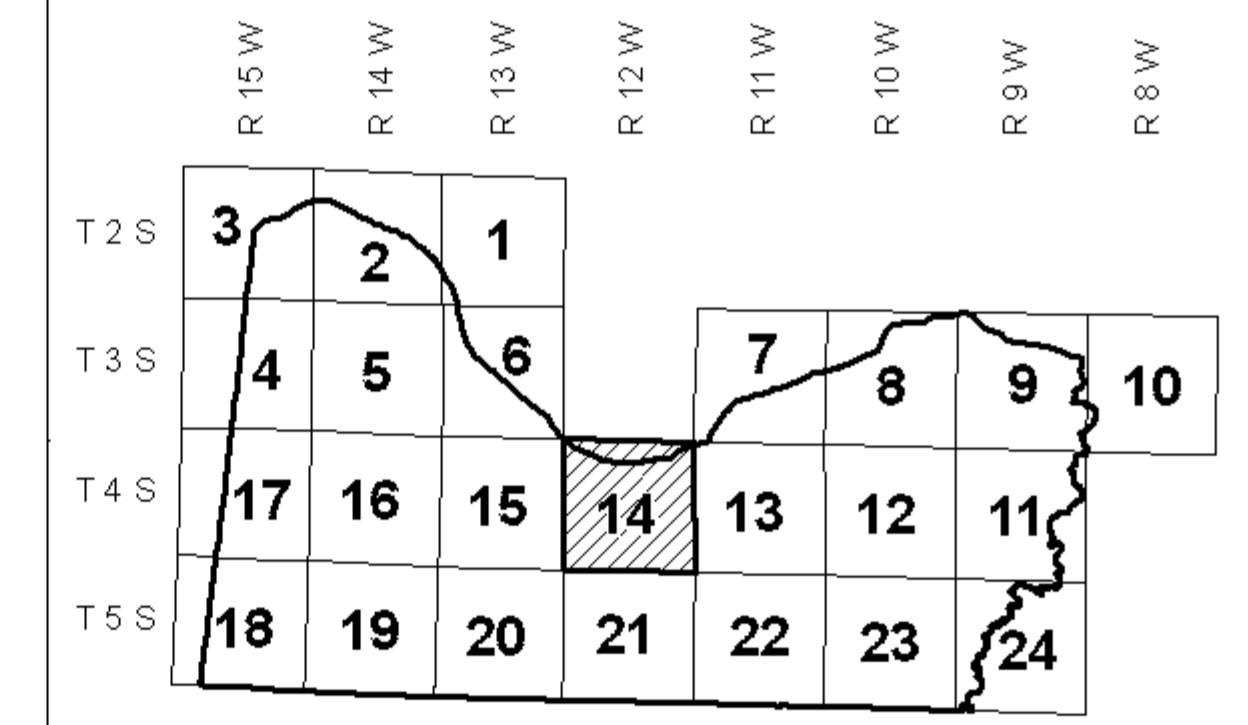 R 15 W R 14 W R 13 W R 12 W R 11 W R 10 W R 9 W R 8 W
T 2 S 3 2 1
T 3 S 4 5 6 7 8 9 10
T 4 S 17 16 15 14 13 12 11
T 5 S 18 19 20 21 22 23 24